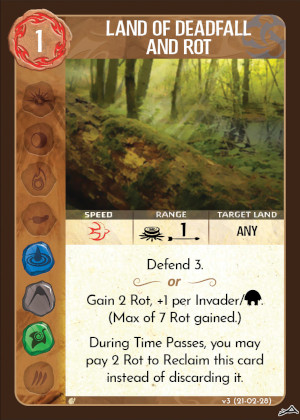 1
LAND OF DEADFALL
AND ROT
SPEED RANGE TARGET LAND
1 ANY
Defend 3.
or
Gain 2 Rot, +1 per Invader/.
(Max of 7 Rot gained.)
During Time Passes, you may
pay 2 Rot to Reclaim this card
instead of discarding it.
v3 (21-02-28)